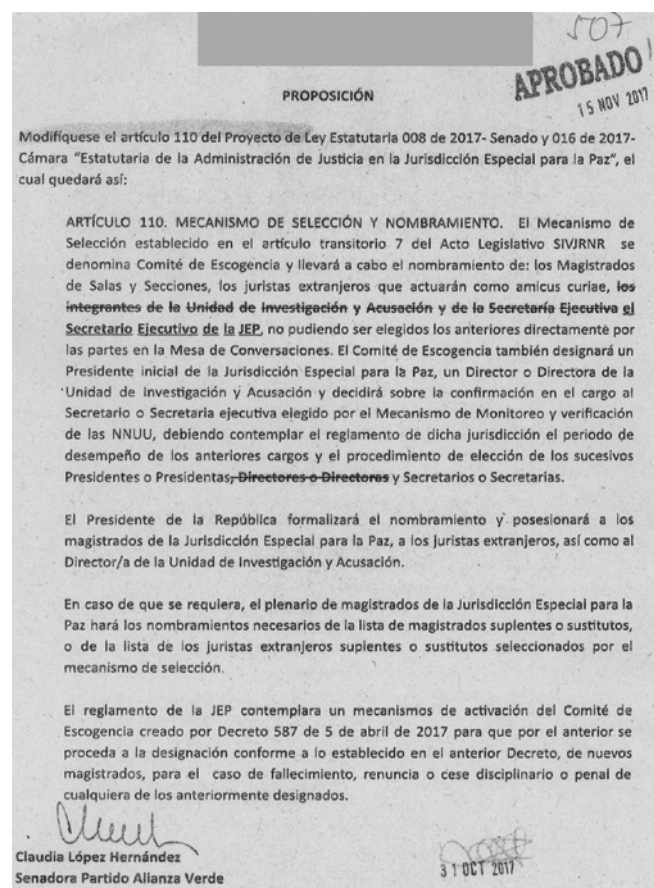 507
APROBADO
15 NOV 2017
PROPOSICIÓN
Modifíquese el artículo 110 del Proyecto de Ley Estatutaria 008 de 2017- Senado y 016 de 2017-
Cámara “Estatutaria de la Administración de Justicia en la Jurisdicción Especial para la Paz”, el
cual quedará así:
ARTÍCULO 110. MECANISMO DE SELECCIÓN Y NOMBRAMIENTO. El Mecanismo de
Selección establecido en el artículo transitorio 7 del Acto Legislativo SIVJRNR se
denomina Comité de Escogencia y llevará a cabo el nombramiento de: los Magistrados
de Salas y Secciones, los juristas extranjeros que actuarán como amicus curiae, los
integrantes de la Unidad de Investigación y Acusación y de la Secretaría Ejecutiva el
Secretario Ejecutivo de la JEP, no pudiendo ser elegidos los anteriores directamente por
las partes en la Mesa de Conversaciones. El Comité de Escogencia también designará un
Presidente inicial de la Jurisdicción Especial para la Paz, un Director o Directora de la
Unidad de Investigación y Acusación y decidirá sobre la confirmación en el cargo al
Secretario o Secretaria ejecutiva elegido por el Mecanismo de Monitoreo y verificación
de las NNUU, debiendo contemplar el reglamento de dicha jurisdicción el periodo de
desempeño de los anteriores cargos y el procedimiento de elección de los sucesivos
Presidentes o Presidentas, Directores o Directoras y Secretarios o Secretarias.
El Presidente de la República formalizará el nombramiento y posesionará a los
magistrados de la Jurisdicción Especial para la Paz, a los juristas extranjeros, así como al
Director/a de la Unidad de Investigación y Acusación.
En caso de que se requiera, el plenario de magistrados de la Jurisdicción Especial para la
Paz hará los nombramientos necesarios de la lista de magistrados suplentes o sustitutos,
o de la lista de los juristas extranjeros suplentes o sustitutos seleccionados por el
mecanismo de selección.
El reglamento de la JEP contemplara un mecanismos de activación del Comité de
Escogencia creado por Decreto 587 de 5 de abril de 2017 para que por el anterior se
proceda a la designación conforme a lo establecido en el anterior Decreto, de nuevos
magistrados, para el caso de fallecimiento, renuncia o cese disciplinario o penal de
cualquiera de los anteriormente designados.
Claudia López Hernández
Senadora Partido Alianza Verde
31 OCT 2017